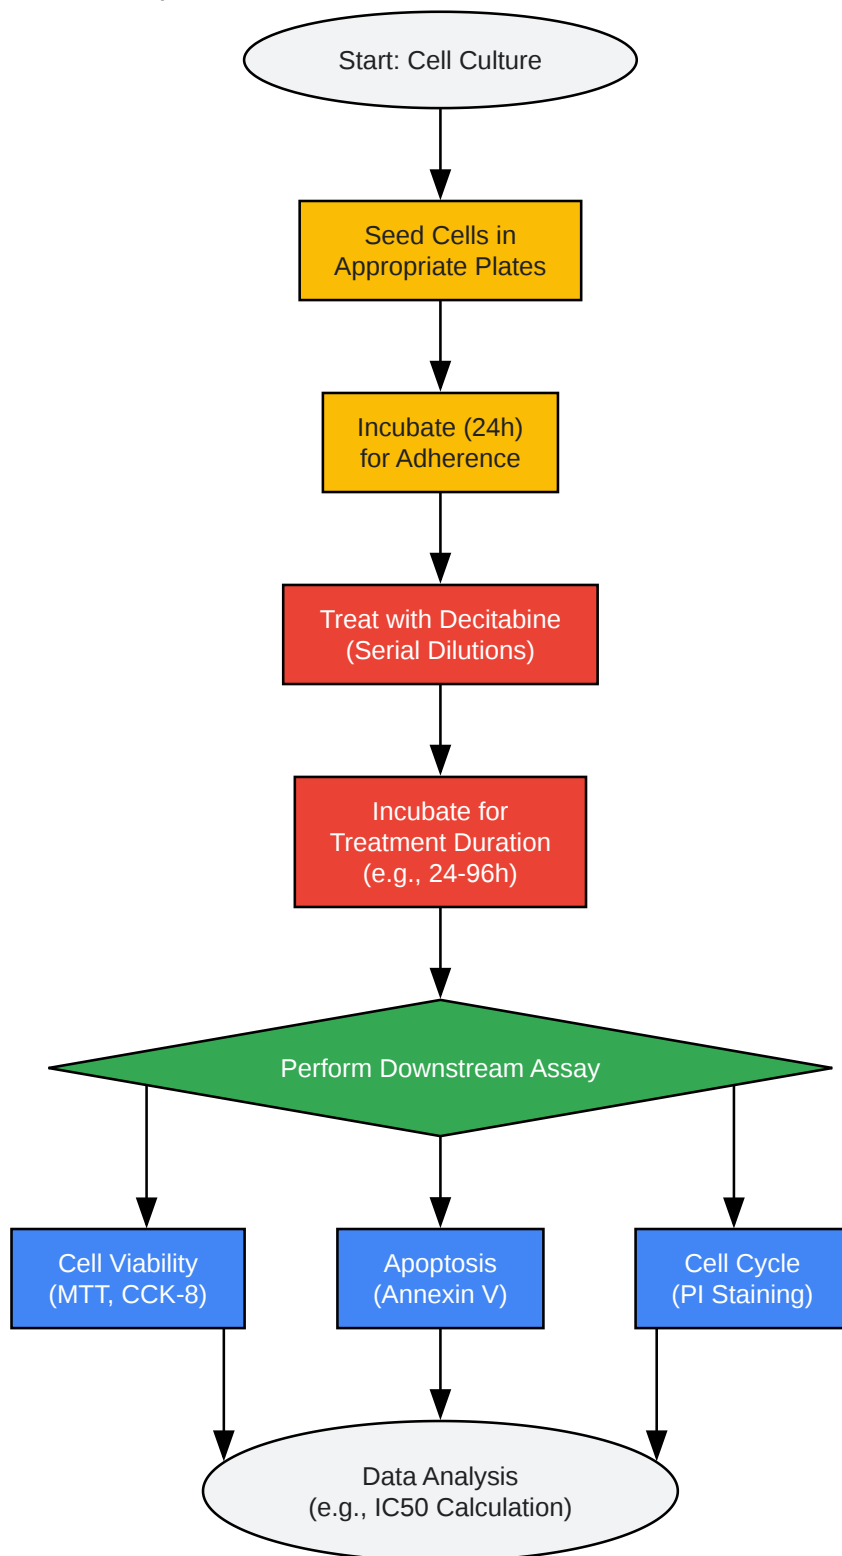 Start: Cell Culture
Seed Cells in
Appropriate Plates
Incubate (24h)
for Adherence
Treat with Decitabine
(Serial Dilutions)
Incubate for
Treatment Duration
(e.g., 24-96h)
Perform Downstream Assay
Cell Viability
(MTT, CCK-8)
Apoptosis
(Annexin V)
Cell Cycle
(PI Staining)
Data Analysis
(e.g., IC50 Calculation)